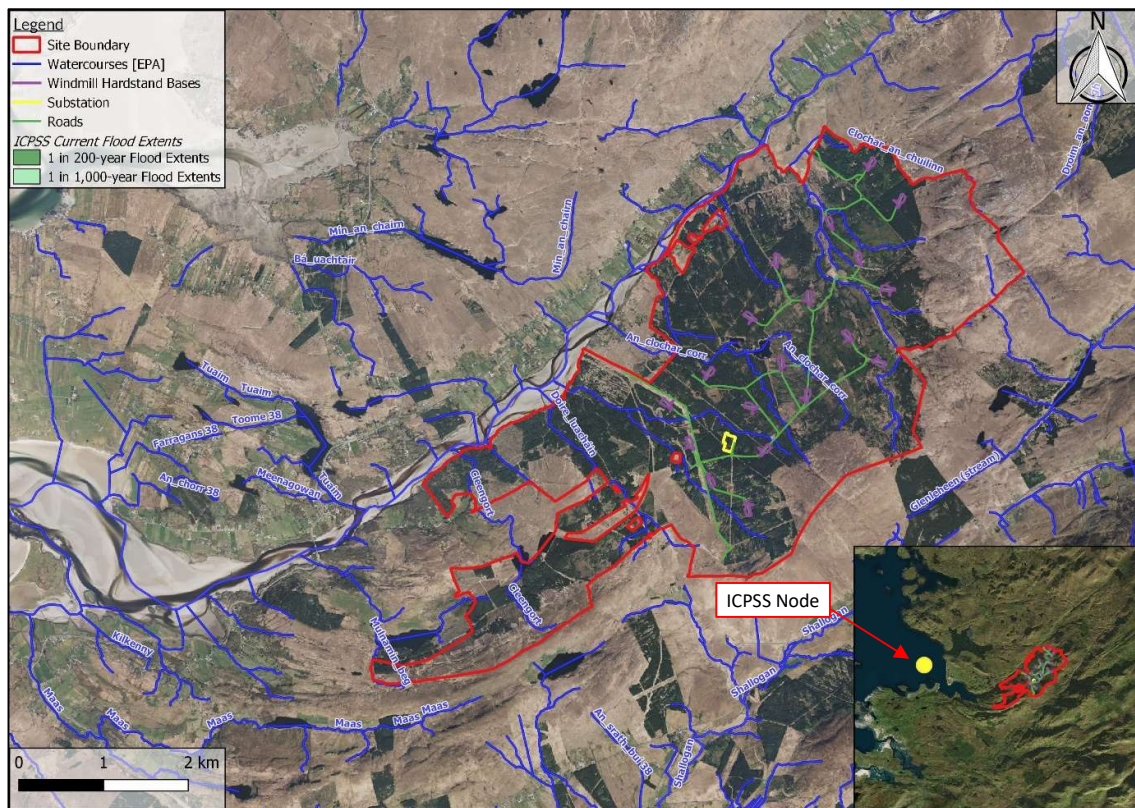 Legend
Site Boundary
Watercourses [EPA]
Windmill Hardstand Bases
Substation
Roads
ICPSS Current Flood Extents
1 in 200-year Flood Extents
1 in 1,000-year Flood Extents
N
Clochar_an_chuilinn
Min_an_chairn
Min_an_chairn
Ba_uachtair
An_clochar_corr
An_clochar_corr
Tuaim
Tuaim
Toome 38
Farragans 38
Doire_luachain
An_chorr 38
Meenagowan
Tuaim
Cleengort
Glenleheen (stream)
Cleengort
Mulnamin_beg
Kilkenny
ICPSS Node
Shallogan
Shallogan
Maas
Maas
Maas
Maas
Maas
An_srath_bui 38
Shallogan
0 1 2 km